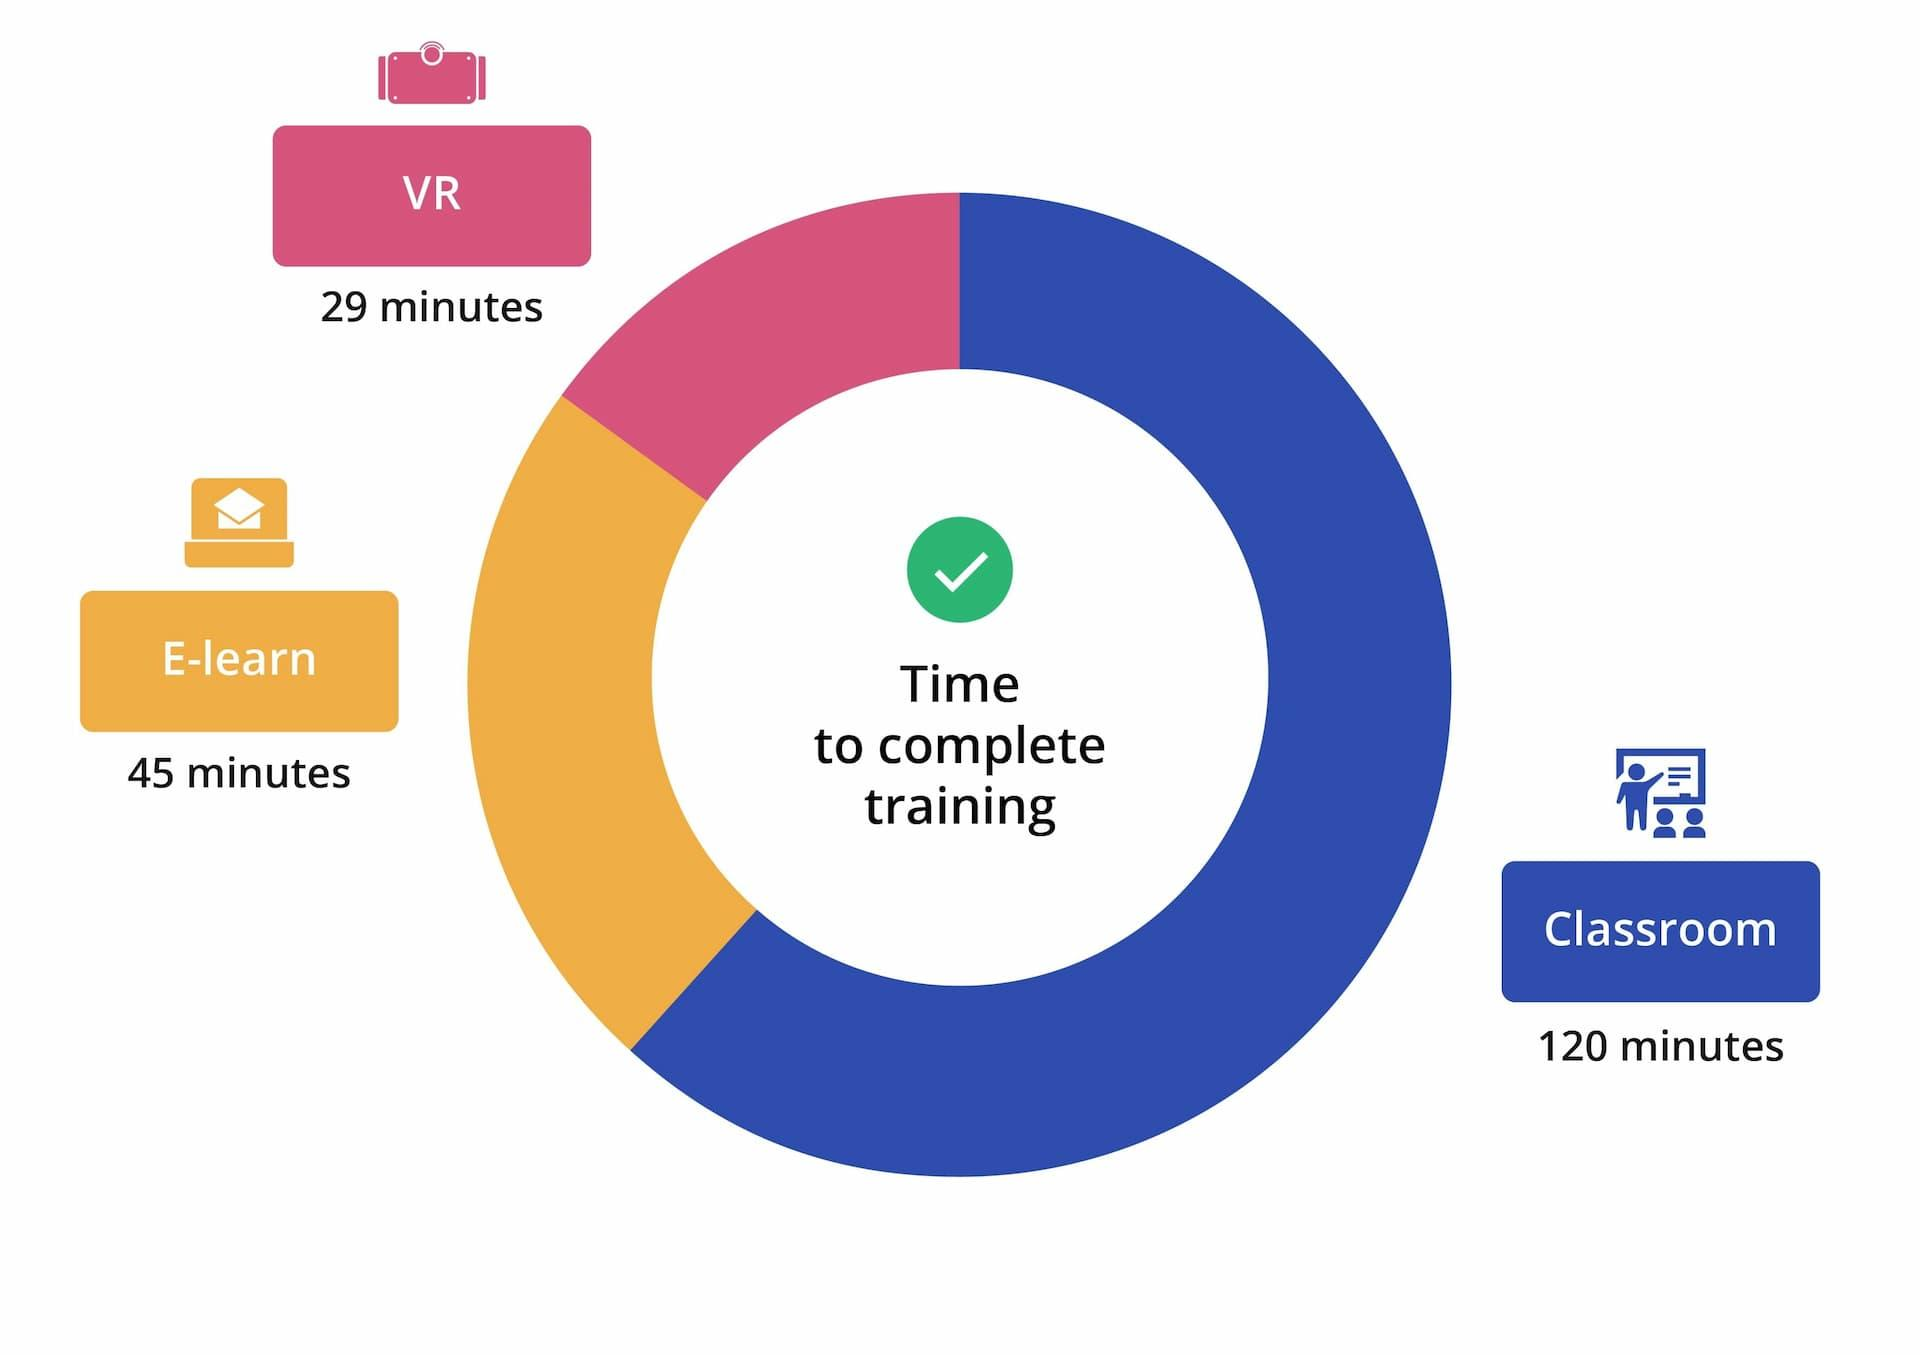 VR
29 minutes
E-learn
45 minutes
Time
to complete
training
Classroom
120 minutes